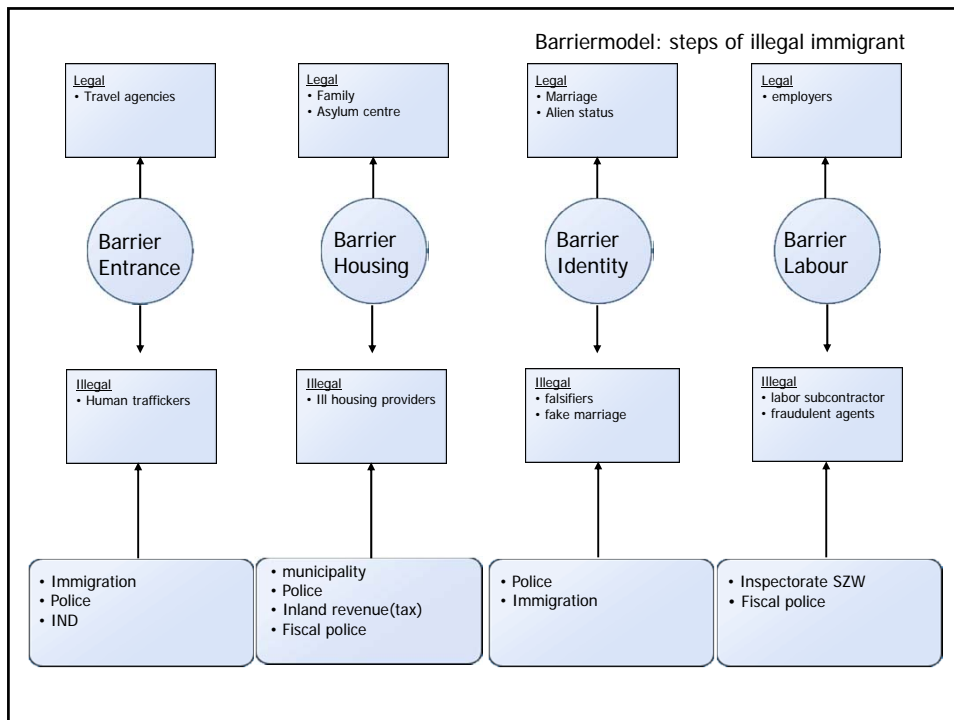 Barriermodel: steps of illegal immigrant
Legal
• Travel agencies
Legal
• Family
• Asylum centre
Legal
• Marriage
• Alien status
Legal
• employers
Barrier
Entrance
Barrier
Housing
Barrier
Identity
Barrier
Labour
Illegal
• Human traffickers
Illegal
• Ill housing providers
Illegal
• falsifiers
• fake marriage
Illegal
• labor subcontractor
• fraudulent agents
• Immigration
• Police
• IND
• municipality
• Police
• Inland revenue(tax)
• Fiscal police
• Police
• Immigration
• Inspectorate SZW
• Fiscal police